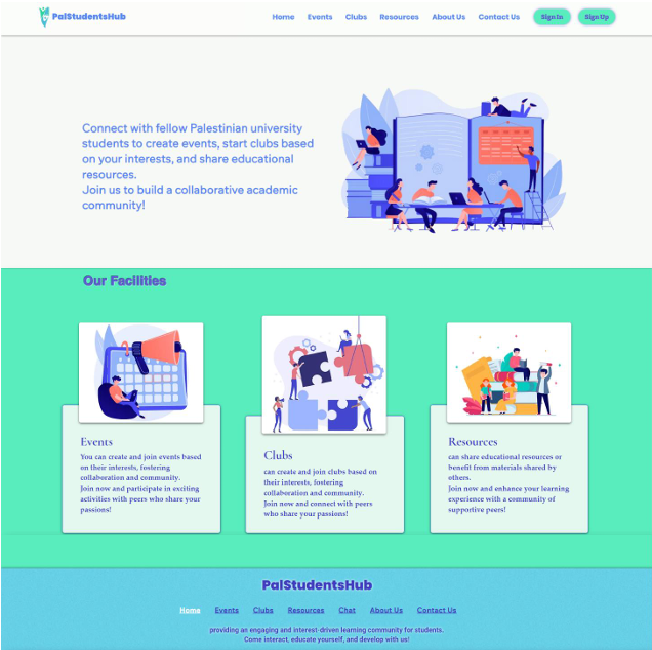 PalStudentsHub
Home Events Clubs Resources About Us Contact Us Sign In Sign Up
Connect with fellow Palestinian university
students to create events, start clubs based
on your interests, and share educational
resources.
Join us to build a collaborative academic
community!!
Our Facilities
Events
You can create and join events based
on their interests, fostering
collaboration and community.
Join now and participate in exciting
activities with peers who share your
passions!
Clubs
can create and join clubs based on
their interests, fostering
collaboration and community.
Join now and connect with peers
who share your passions!
Resources
can share educational resources or
benefit from materials shared by
others.
Join now and enhance your learning
experience with a community of
supportive peers!
PalStudentsHub
Home Events Clubs Resources Chat About Us Contact Us
providing an engaging and interest-driven learning community for students.
Come interact, educate yourself, and develop with us!